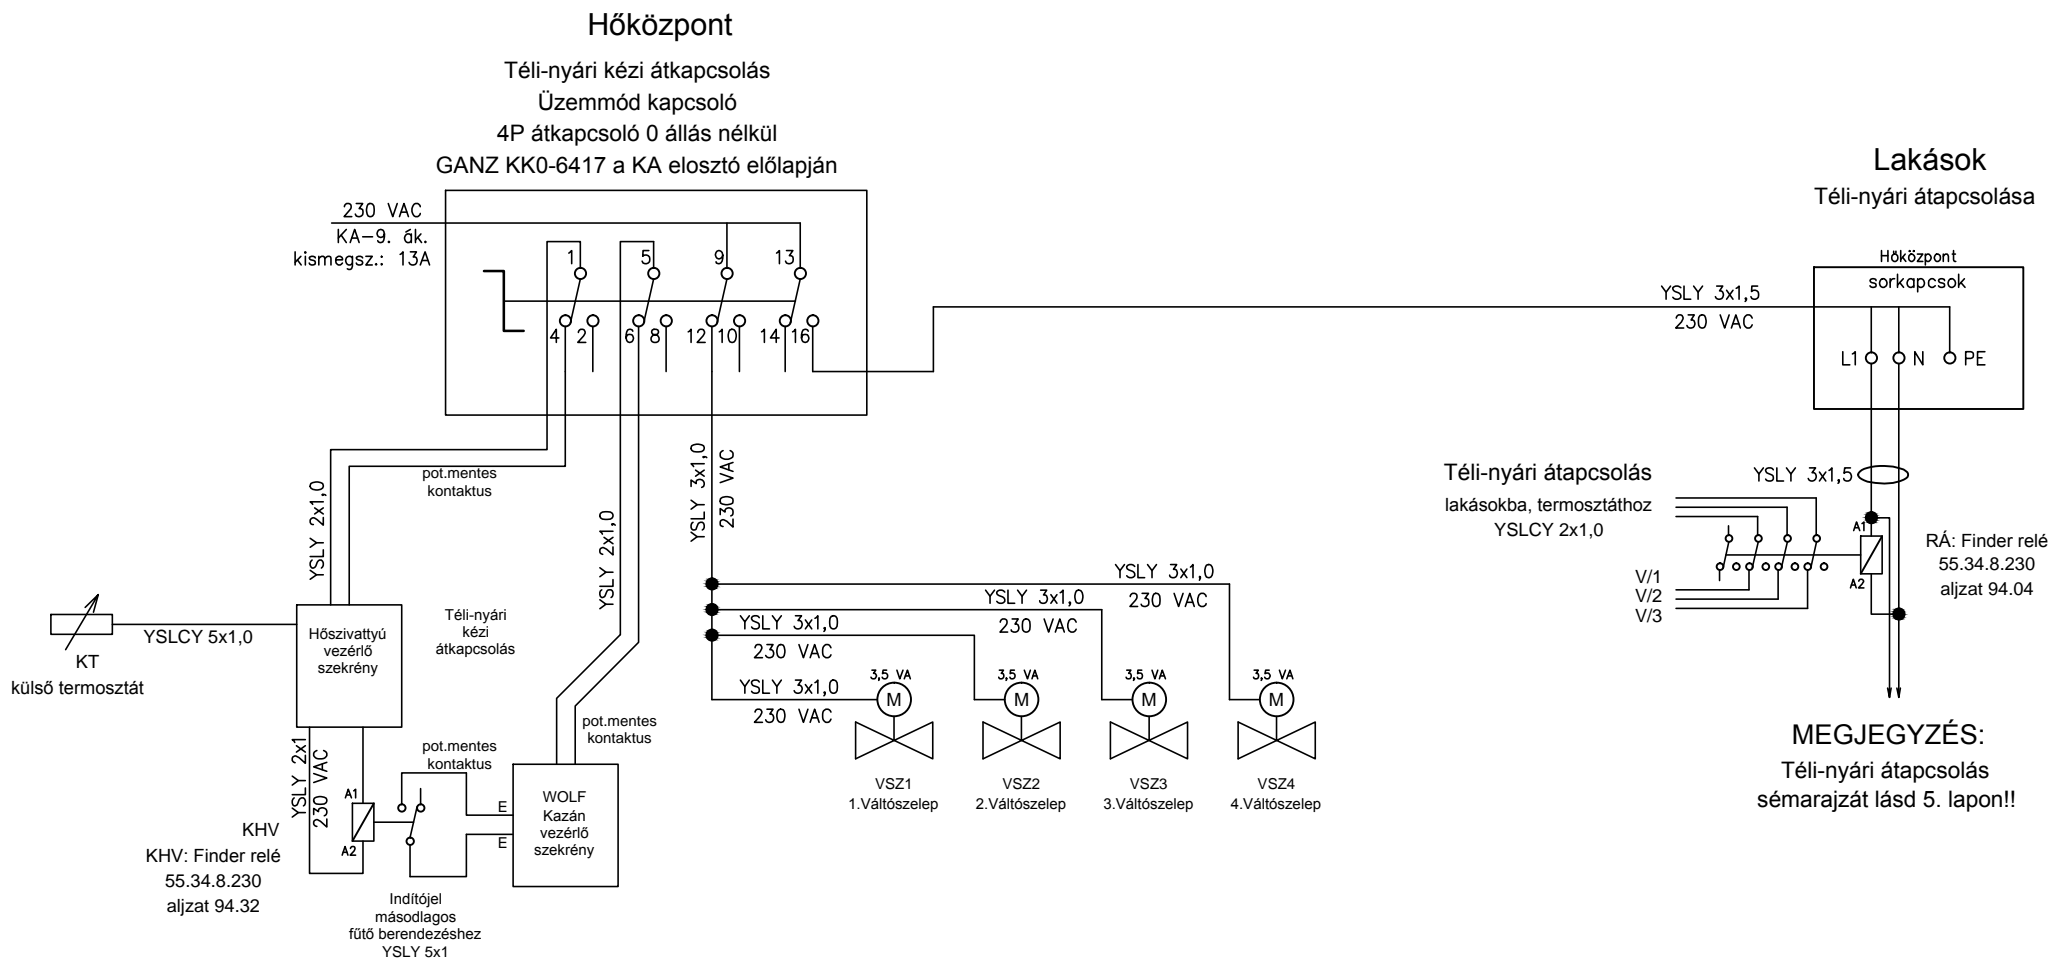 Hőközpont
Téli-nyári kézi átkapcsolás
Üzemmód kapcsoló
4P átkapcsoló 0 állás nélkül
GANZ KK0-6417 a KA elosztó előlapján
230 VAC
KA-9. ák.
kismegsz.: 13A
1
5
9
13
4
2
6
8
12
10
14
16
Lakások
Téli-nyári átapcsolása
Hőközpont
sorkapcsok
YSLY 3x1,5
230 VAC
L1
N
PE
pot.mentes
kontaktus
YSLY 2x1,0
YSLY 2x1,0
YSLY 3x1,0
230 VAC
Téli-nyári átapcsolás
lakásokba, termosztáthoz
YSLCY 2x1,0
YSLY 3x1,5
A1
A2
V/1
V/2
V/3
RÁ: Finder relé
55.34.8.230
aljzat 94.04
KT
külső termosztát
YSLCY 5x1,0
Hőszivattyú
vezérlő
szekrény
Téli-nyári
kézi
átkapcsolás
YSLY 3x1,0
230 VAC
YSLY 3x1,0
230 VAC
YSLY 3x1,0
230 VAC
YSLY 3x1,0
230 VAC
3,5 VA
M
3,5 VA
M
3,5 VA
M
3,5 VA
M
VSZ1
1.Váltószelep
VSZ2
2.Váltószelep
VSZ3
3.Váltószelep
VSZ4
4.Váltószelep
MEGJEGYZÉS:
Téli-nyári átapcsolás
sémarajzát lásd 5. lapon!!
pot.mentes
kontaktus
pot.mentes
kontaktus
YSLY 2x1
230 VAC
A1
A2
E
E
WOLF
Kazán
vezérlő
szekrény
KHV
KHV: Finder relé
55.34.8.230
aljzat 94.32
Indítójel
másodlagos
fűtő berendezéshez
YSLY 5x1